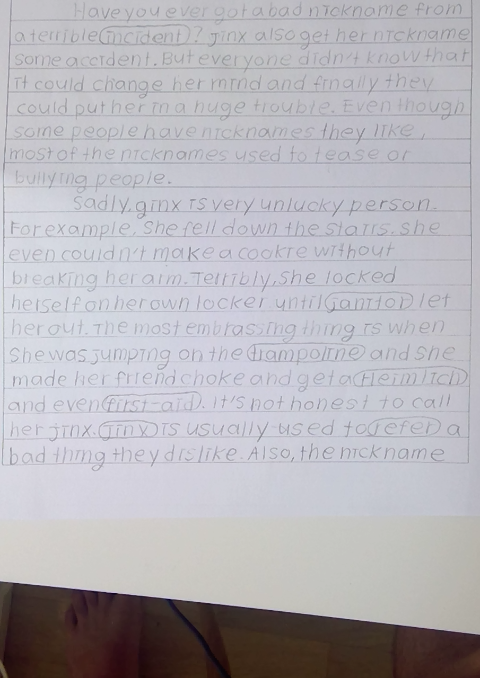 Have you ever got a bad nickname from
a terrible incident? Jinx also get her nickname
some accident. But everyone didn't know that
it could change her mind and finally they
could put her in a huge trouble. Even though
some people have nicknames they like,
most of the nicknames used to tease or
bullying people.
Sadly, ginx is very unlucky person.
For example, She fell down the stairs. She
even couldn't make a cookie without
breaking her arm. Terribly, She locked
herself on her own locker until janitor let
her out. The most embrassing thing is when
She was jumping on the trampoline and she
made her friend choke and get a Heimlich
and even first-aid. It's not honest to call
her jinx. Jinx is usually used to refer a
bad thing they dislike. Also, the nickname